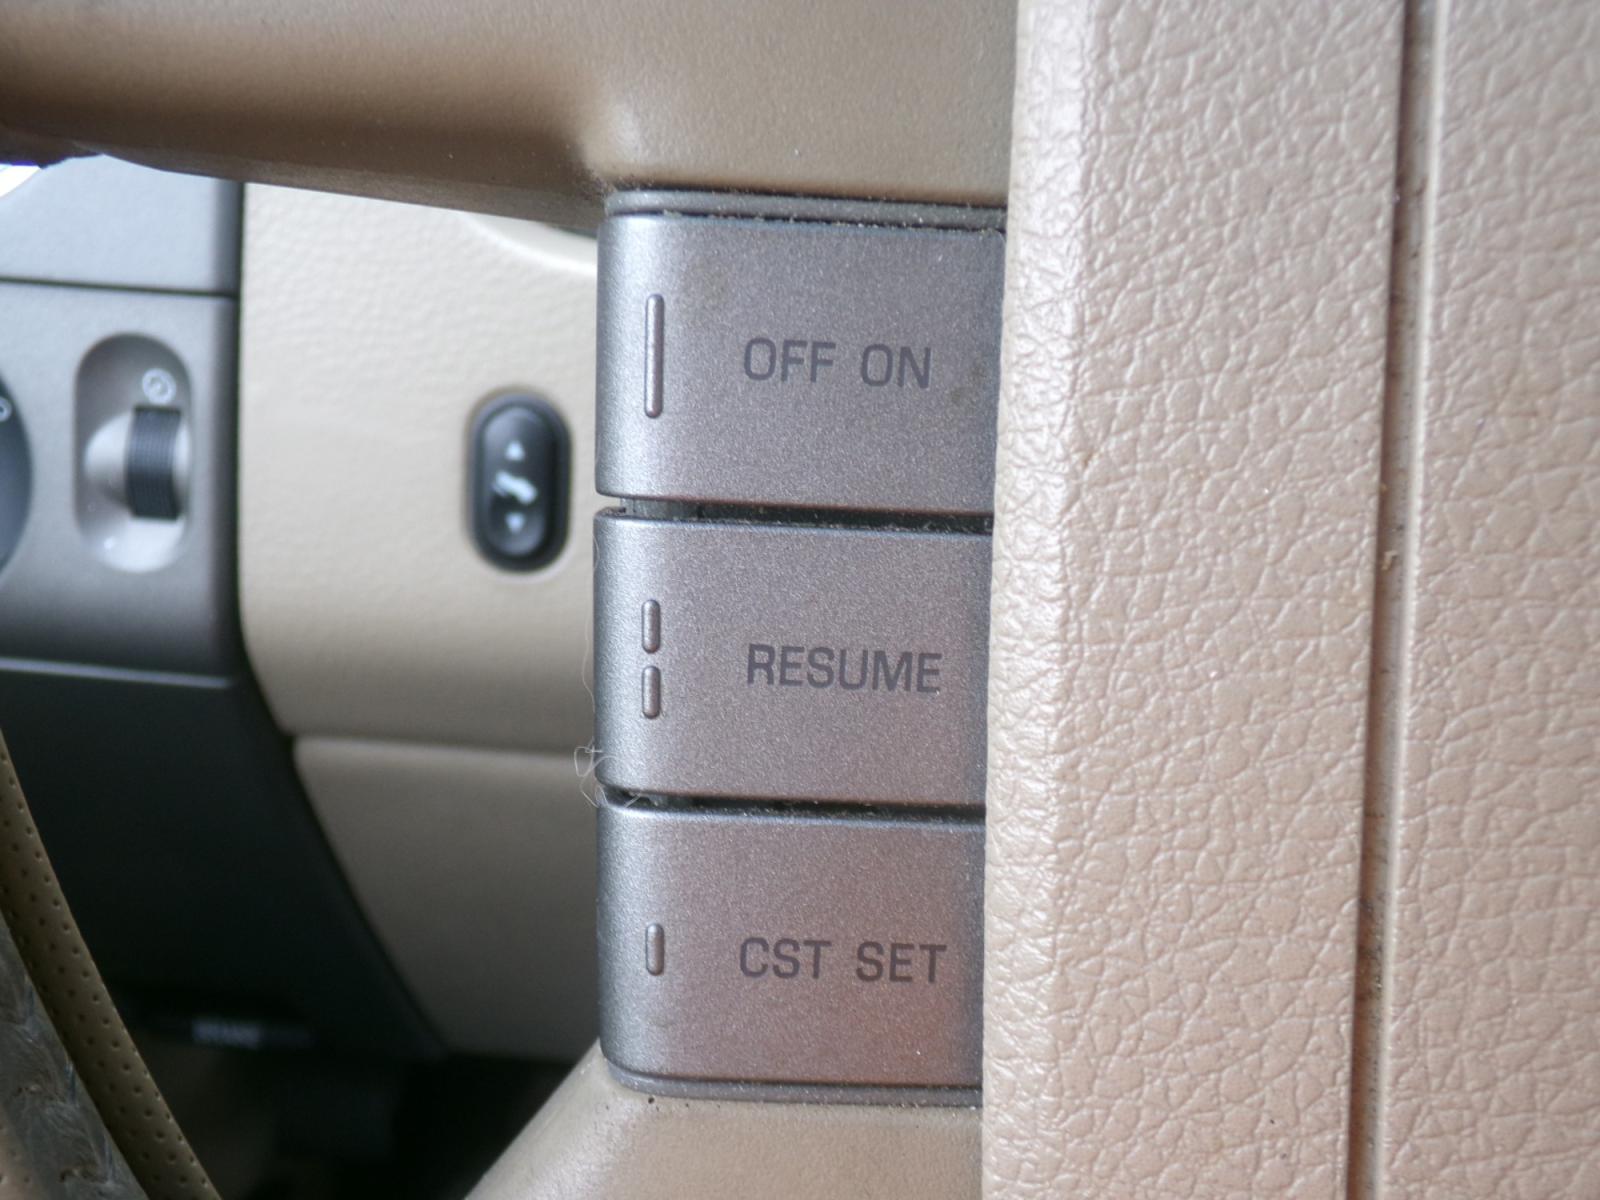 OFF ON
RESUME
CST SET